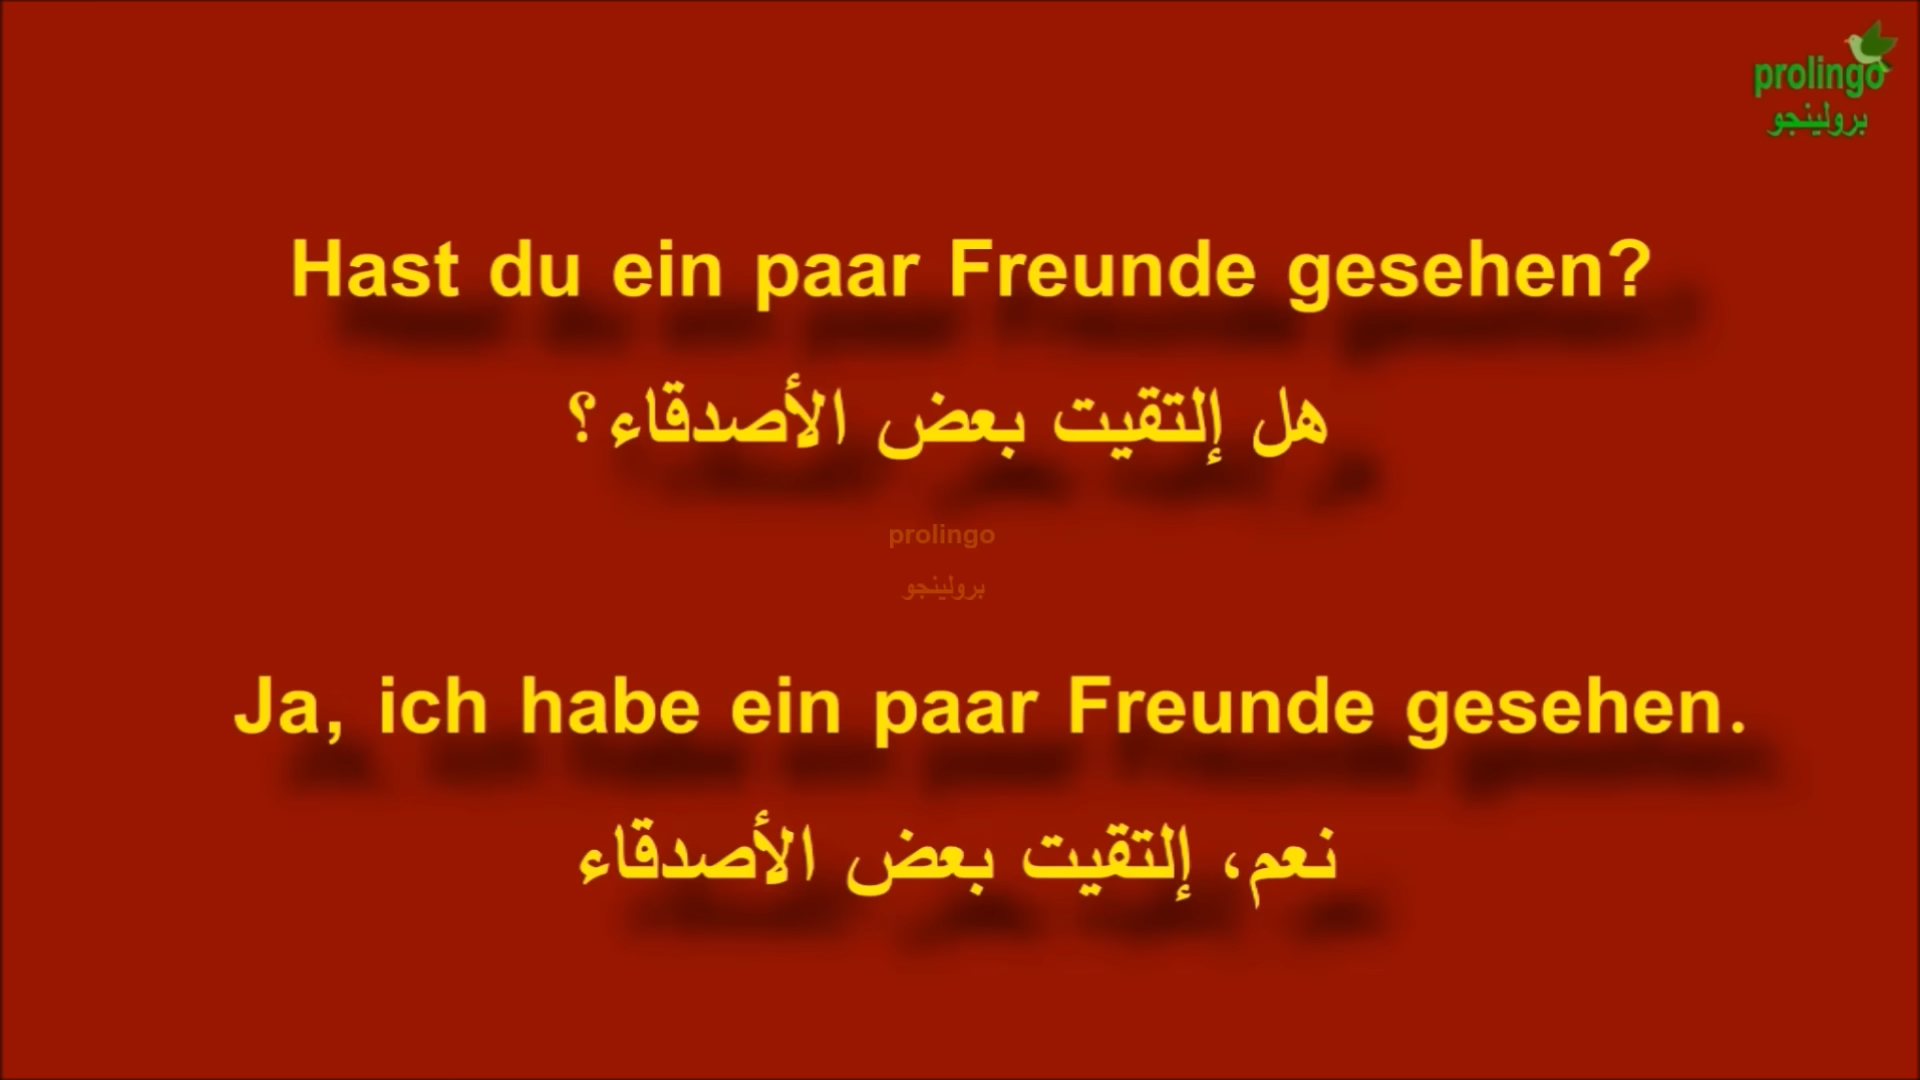 prolingo
برولينجو
Hast du ein paar Freunde gesehen?
هل إلتقيت بعض الأصدقاء؟
prolingo
برولينجو
Ja, ich habe ein paar Freunde gesehen.
نعم، إلتقيت بعض الأصدقاء